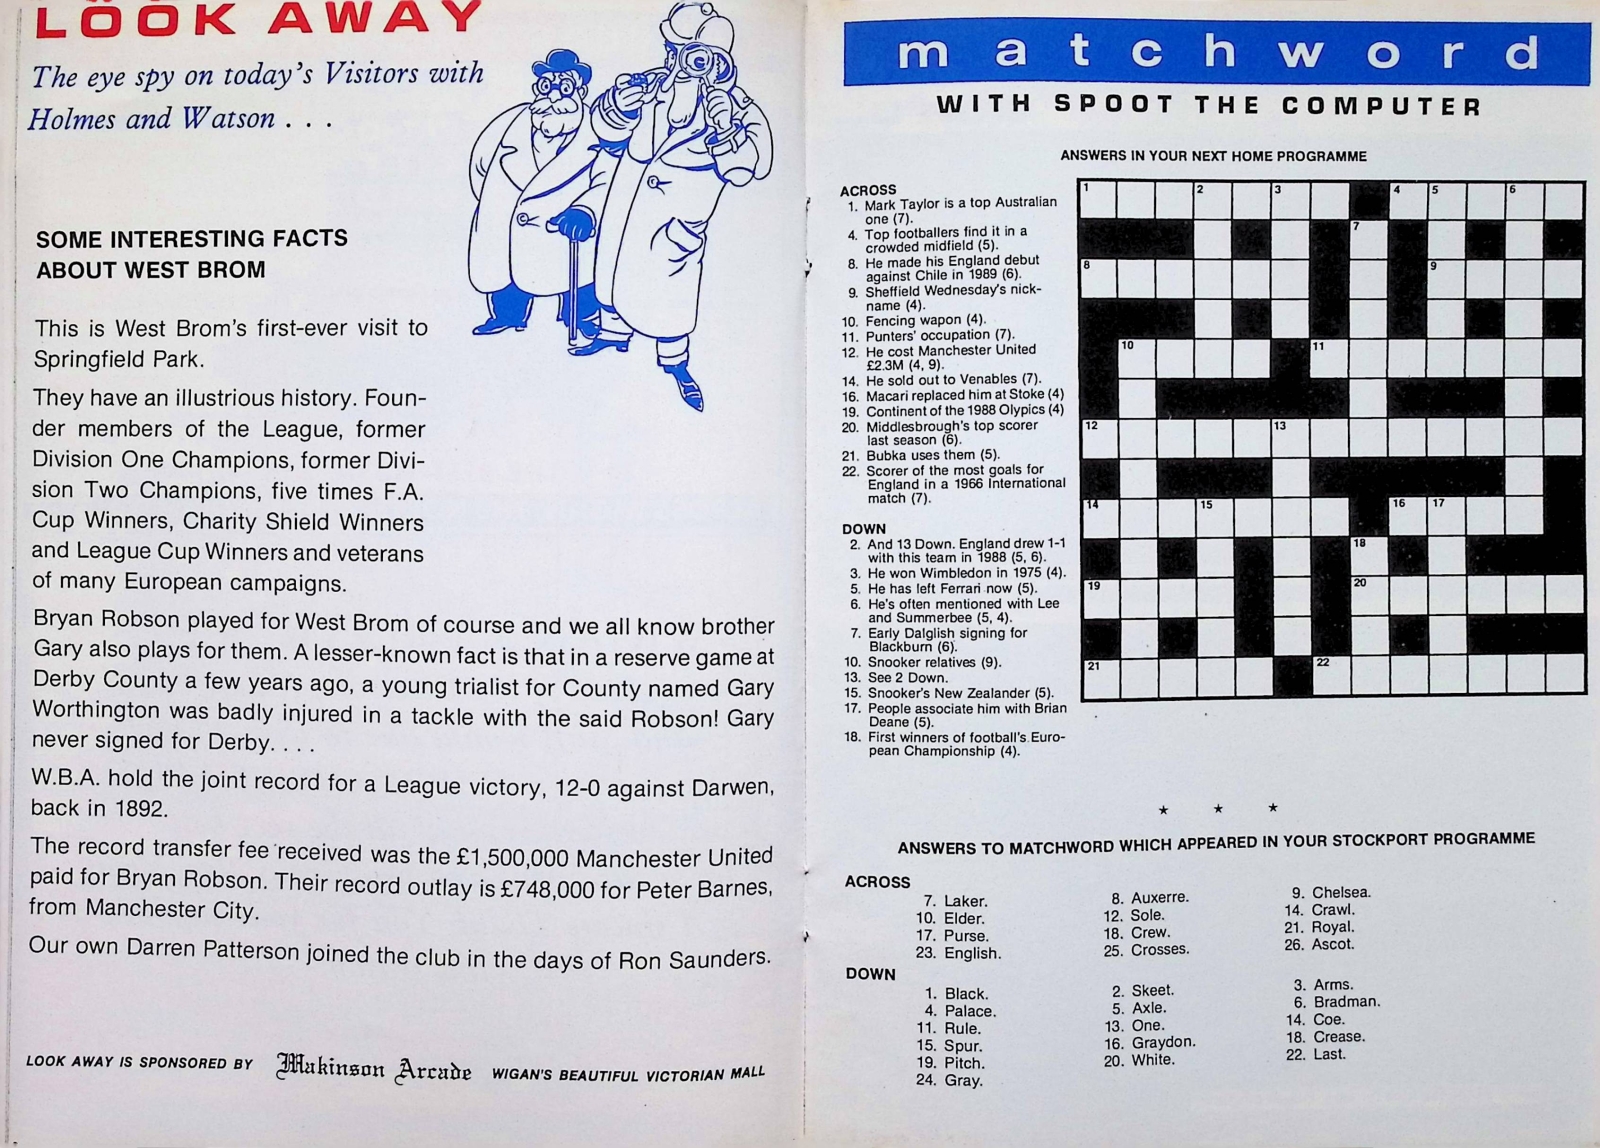 LOOK AWAY
The eye spy on today's Visitors with
Holmes and Watson . . .
SOME INTERESTING FACTS
ABOUT WEST BROM
This is West Brom's first-ever visit to
Springfield Park.
They have an illustrious history. Foun-
der members of the League, former
Division One Champions, former Divi-
sion Two Champions, five times F.A.
Cup Winners, Charity Shield Winners
and League Cup Winners and veterans
of many European campaigns.
Bryan Robson played for West Brom of course and we all know brother
Gary also plays for them. A lesser-known fact is that in a reserve game at
Derby County a few years ago, a young trialist for County named Gary
Worthington was badly injured in a tackle with the said Robson! Gary
never signed for Derby. . . .
W.B.A. hold the joint record for a League victory, 12-0 against Darwen,
back in 1892.
The record transfer fee received was the £1,500,000 Manchester United
paid for Bryan Robson. Their record outlay is £748,000 for Peter Barnes,
from Manchester City.
Our own Darren Patterson joined the club in the days of Ron Saunders.
LOOK AWAY IS SPONSORED BY Makinson Arcade WIGAN'S BEAUTIFUL VICTORIAN MALL
matchword
WITH SPOOT THE COMPUTER
ANSWERS IN YOUR NEXT HOME PROGRAMME
ACROSS
1. Mark Taylor is a top Australian
one (7).
4. Top footballers find it in a
crowded midfield (5).
8. He made his England debut
against Chile in 1989 (6).
9. Sheffield Wednesday's nick-
name (4).
10. Fencing wapon (4).
11. Punters' occupation (7).
12. He cost Manchester United
£2.3M (4, 9).
14. He sold out to Venables (7).
16. Macari replaced him at Stoke (4)
19. Continent of the 1988 Olypics (4)
20. Middlesbrough's top scorer
last season (6).
21. Bubka uses them (5).
22. Scorer of the most goals for
England in a 1966 International
match (7).
DOWN
2. And 13 Down. England drew 1-1
with this team in 1988 (5, 6).
3. He won Wimbledon in 1975 (4).
5. He has left Ferrari now (5).
6. He's often mentioned with Lee
and Summerbee (5, 4).
7. Early Dalglish signing for
Blackburn (6).
10. Snooker relatives (9).
13. See 2 Down.
15. Snooker's New Zealander (5).
17. People associate him with Brian
Deane (5).
18. First winners of football's Euro-
pean Championship (4).
1 2 3 4 5 6
7
8 9
10 11
12 13
14 15 16 17
18
19 20
21 22
★ ★ ★
ANSWERS TO MATCHWORD WHICH APPEARED IN YOUR STOCKPORT PROGRAMME
ACROSS
7. Laker. 8. Auxerre. 9. Chelsea.
10. Elder. 12. Sole. 14. Crawl.
17. Purse. 18. Crew. 21. Royal.
23. English. 25. Crosses. 26. Ascot.
DOWN
1. Black. 2. Skeet. 3. Arms.
4. Palace. 5. Axle. 6. Bradman.
11. Rule. 13. One. 14. Coe.
15. Spur. 16. Graydon. 18. Crease.
19. Pitch. 20. White. 22. Last.
24. Gray.